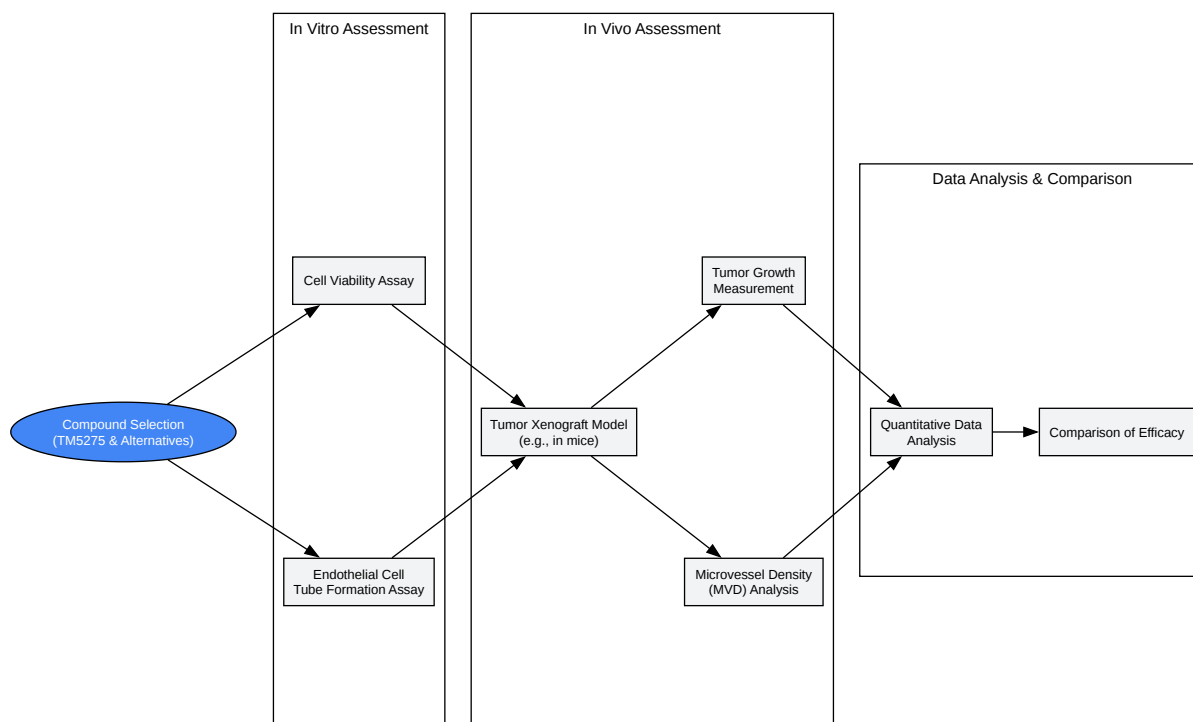 In Vitro Assessment
In Vivo Assessment
Data Analysis & Comparison
Compound Selection
(TM5275 & Alternatives)
Cell Viability Assay
Endothelial Cell
Tube Formation Assay
Tumor Xenograft Model
(e.g., in mice)
Tumor Growth
Measurement
Microvessel Density
(MVD) Analysis
Quantitative Data
Analysis
Comparison of Efficacy